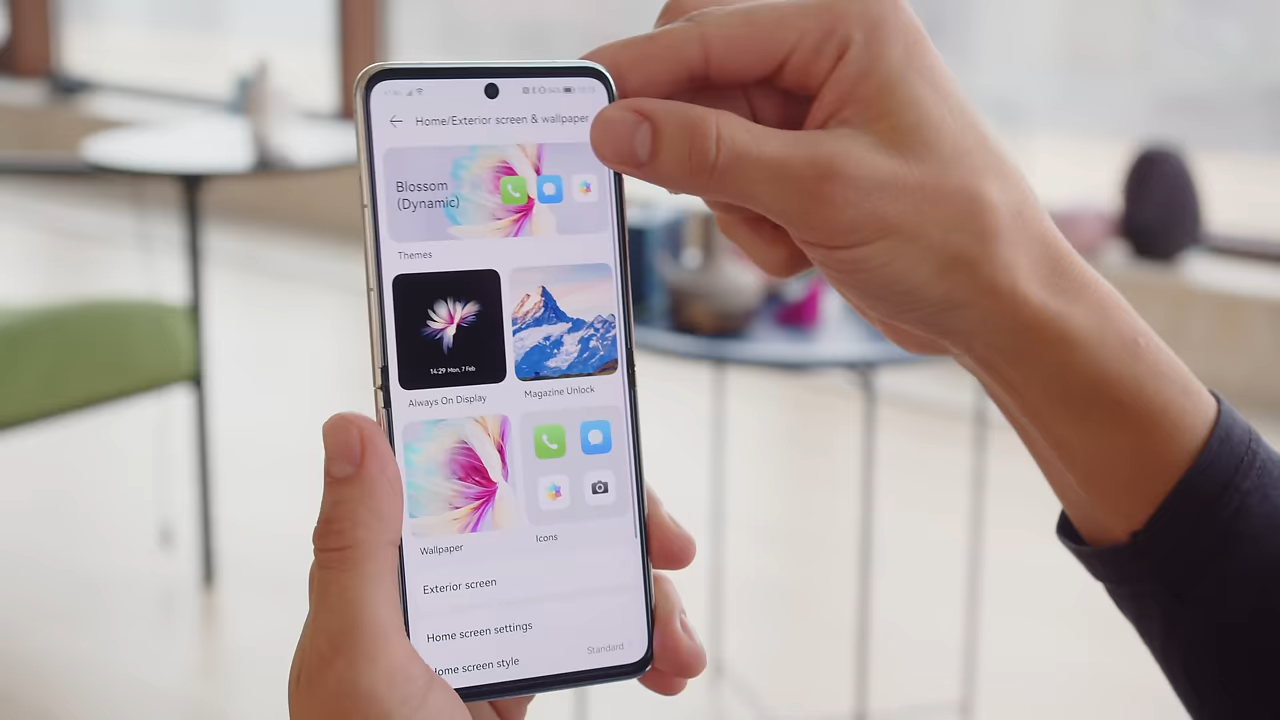 Home/Exterior screen & wallpaper
Blossom
(Dynamic)
Themes
14:29 Mon, 7 Feb
Always On Display
Magazine Unlock
Wallpaper
Icons
Exterior screen
Home screen settings
Home screen style
Standard